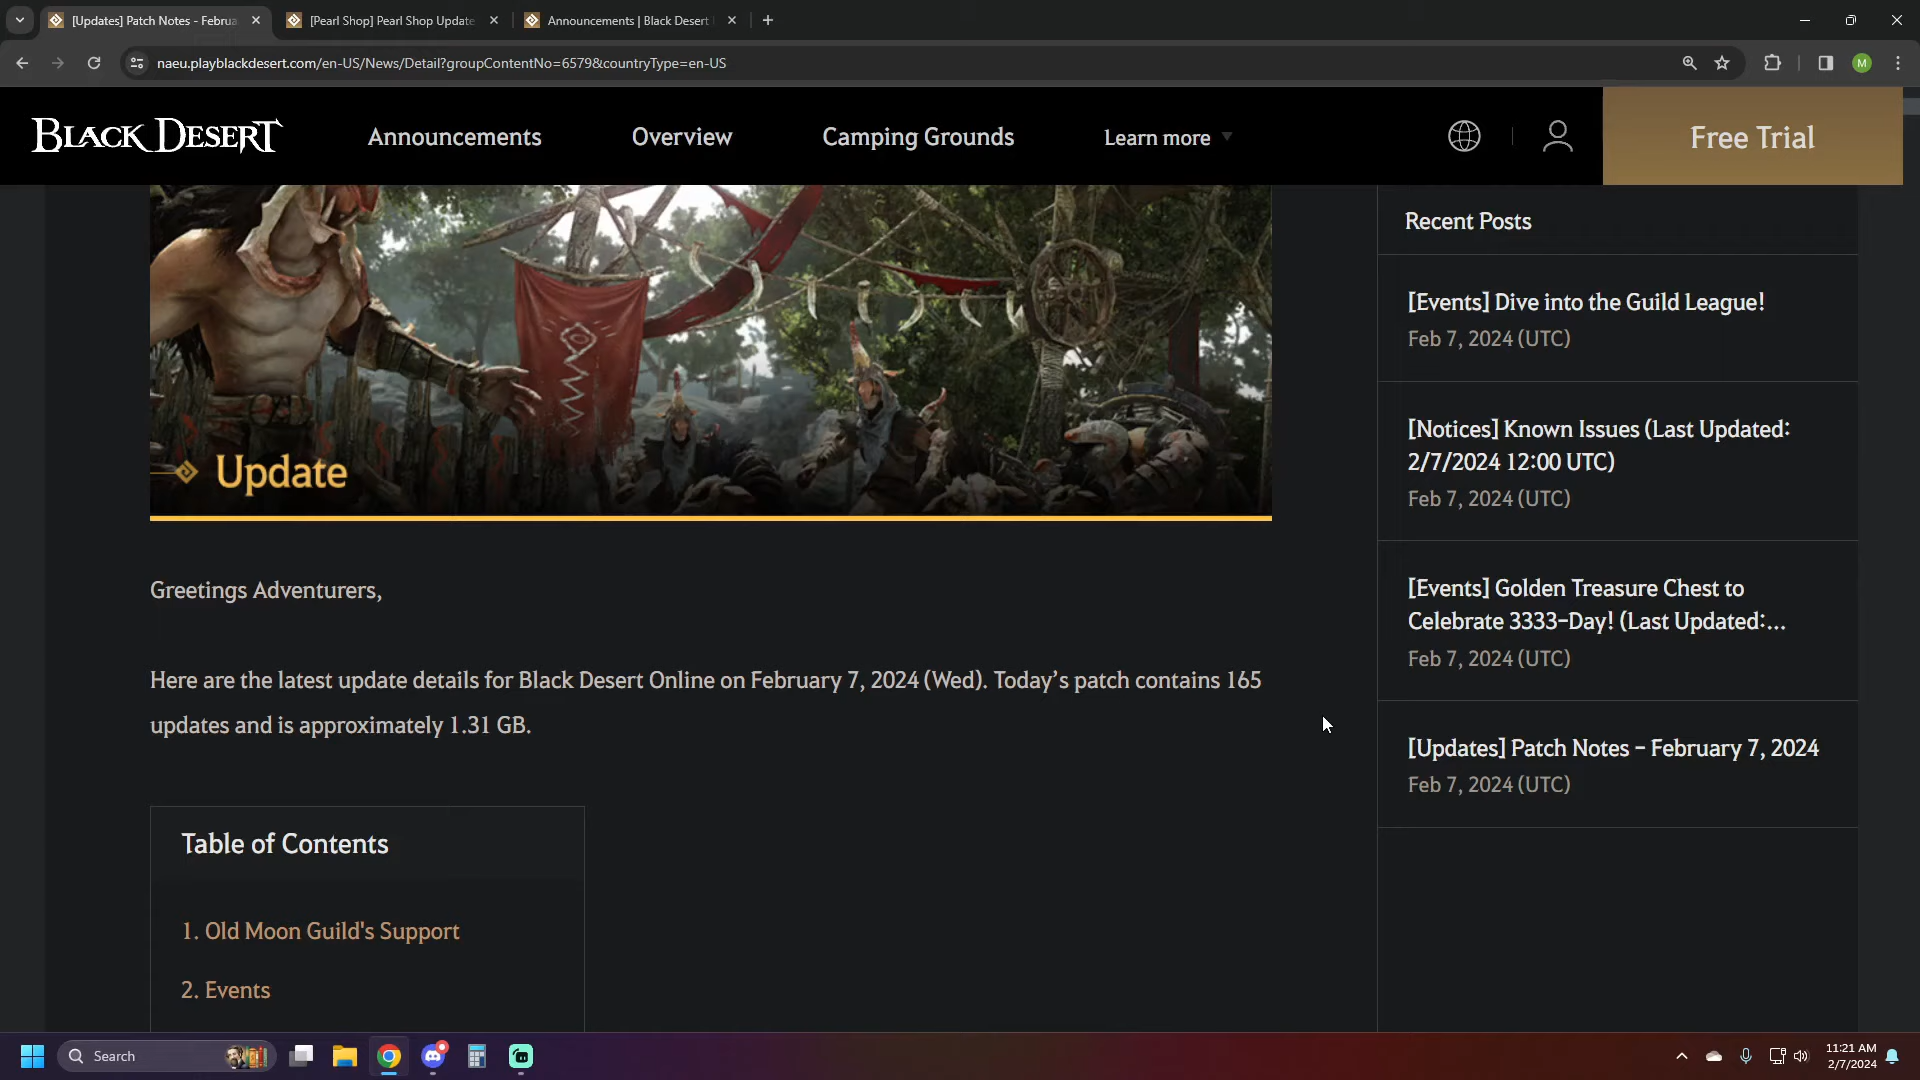 [Updates] Patch Notes - Februa
[Pearl Shop] Pearl Shop Update
Announcements | Black Desert
naeu.playblackdesert.com/en-US/News/Detail?groupContentNo=6579&countryType=en-US
M
BLACK DESERT
Announcements
Overview
Camping Grounds
Learn more
Free Trial
Update
Greetings Adventurers,
Here are the latest update details for Black Desert Online on February 7, 2024 (Wed). Today’s patch contains 165
updates and is approximately 1.31 GB.
Table of Contents
1. Old Moon Guild's Support
2. Events
Recent Posts
[Events] Dive into the Guild League!
Feb 7, 2024 (UTC)
[Notices] Known Issues (Last Updated:
2/7/2024 12:00 UTC)
Feb 7, 2024 (UTC)
[Events] Golden Treasure Chest to
Celebrate 3333-Day! (Last Updated:...
Feb 7, 2024 (UTC)
[Updates] Patch Notes - February 7, 2024
Feb 7, 2024 (UTC)
Search
11:21 AM
2/7/2024